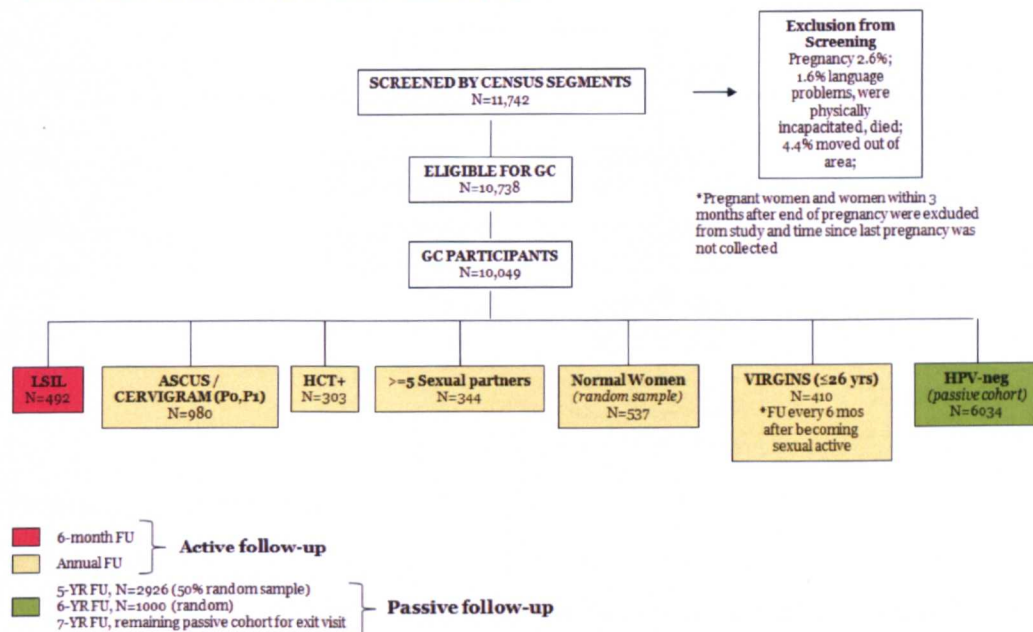 Exclusion from
Screening
Pregnancy 2.6%;
1.6% language
problems, were
physically
incapacitated, died;
4.4% moved out of
area;
SCREENED BY CENSUS SEGMENTS
N=11,742
ELIGIBLE FOR GC
N=10,738
*Pregnant women and women within 3
months after end of pregnancy were excluded
from study and time since last pregnancy was
not collected
GC PARTICIPANTS
N=10,049
LSIL
N=492
ASCUS /
CERVIGRAM (P0,P1)
N=980
HCT+
N=303
>=5 Sexual partners
N=344
Normal Women
(random sample)
N=537
VIRGINS (≤26 yrs)
N=410
*FU every 6 mos
after becoming
sexual active
HPV-neg
(passive cohort)
N=6034
6-month FU
Annual FU
Active follow-up
5-YR FU, N=2926 (50% random sample)
6-YR FU, N=1000 (random)
7-YR FU, remaining passive cohort for exit visit
Passive follow-up